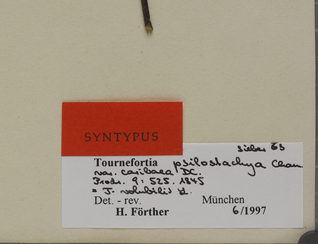 SYNTYPUS
Sieber 63
Tournefortia psilostachya Cham.
var. caribaea DC.
Prodr. 9: 525. 1845
= T. volubilis L.
Det. - rev. München
H. Förther 6/1997